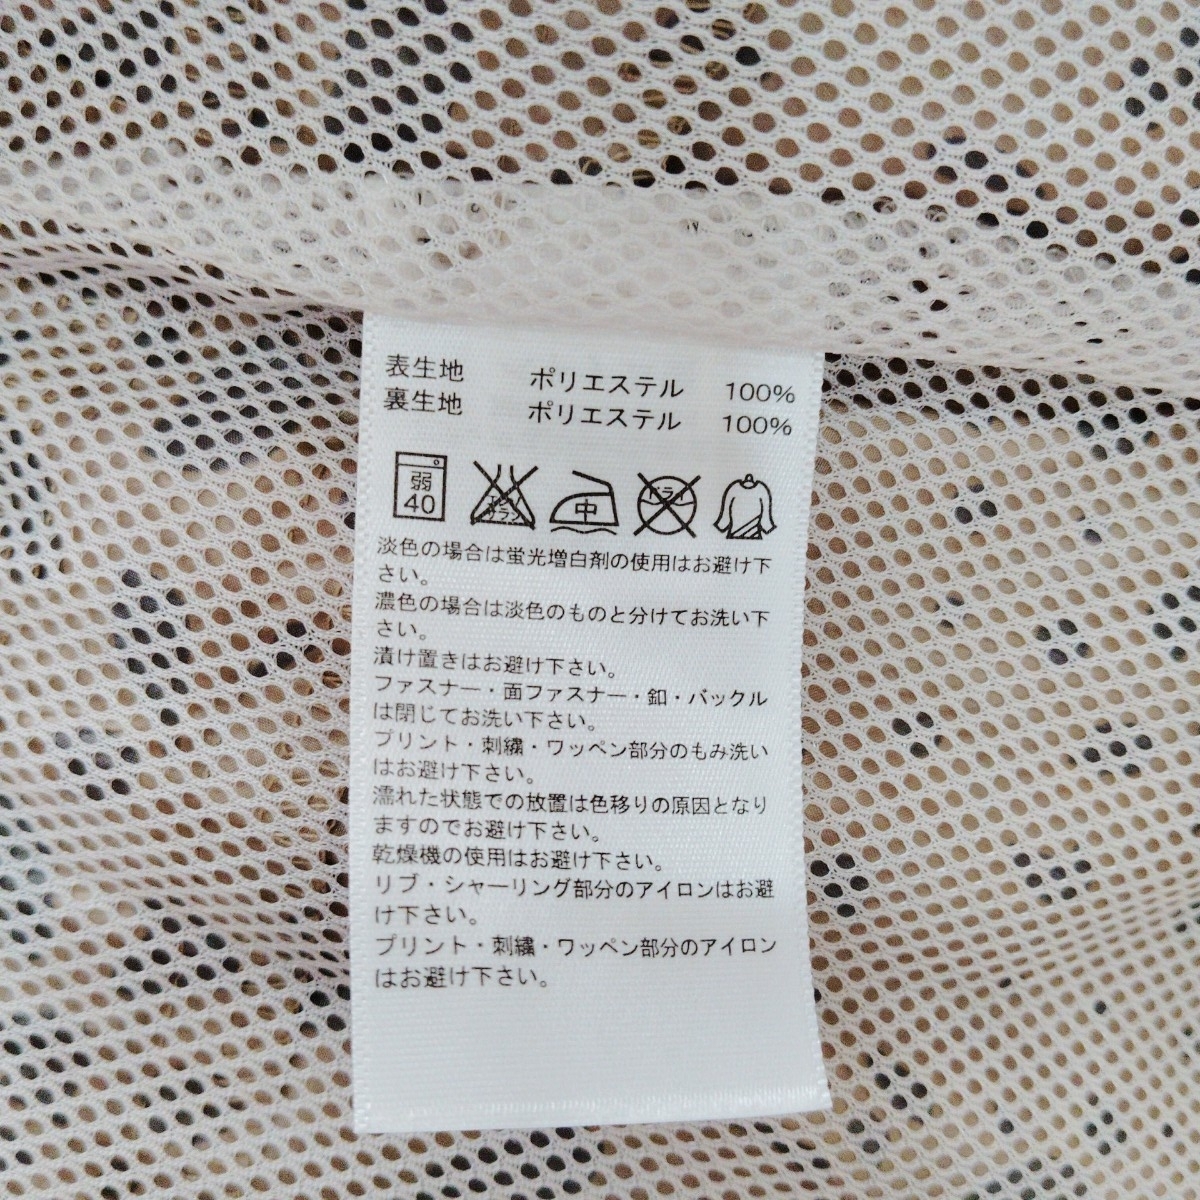 表生地 ポリエステル 100%
裏生地 ポリエステル 100%
弱 40 エンソ サラシ 中 ドライ
淡色の場合は蛍光増白剤の使用はお避け下
さい。
濃色の場合は淡色のものと分けてお洗い下
さい。
漬け置きはお避け下さい。
ファスナー・面ファスナー・釦・バックル
は閉じてお洗い下さい。
プリント・刺繍・ワッペン部分のもみ洗い
はお避け下さい。
濡れた状態での放置は色移りの原因となり
ますのでお避け下さい。
乾燥機の使用はお避け下さい。
リブ・シャーリング部分のアイロンはお避
け下さい。
プリント・刺繍・ワッペン部分のアイロン
はお避け下さい。